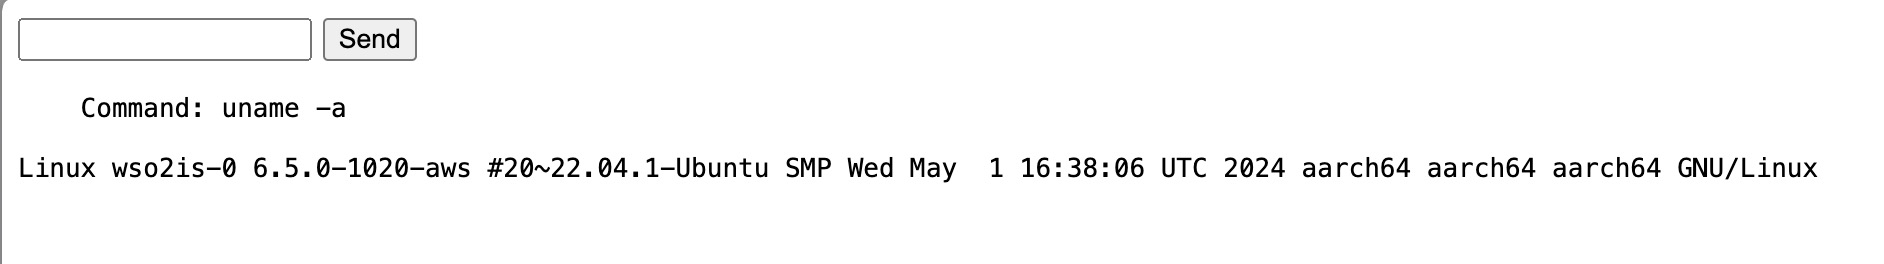 Send
Command: uname -a
Linux wso2is-0 6.5.0-1020-aws #20~22.04.1-Ubuntu SMP Wed May  1 16:38:06 UTC 2024 aarch64 aarch64 aarch64 GNU/Linux